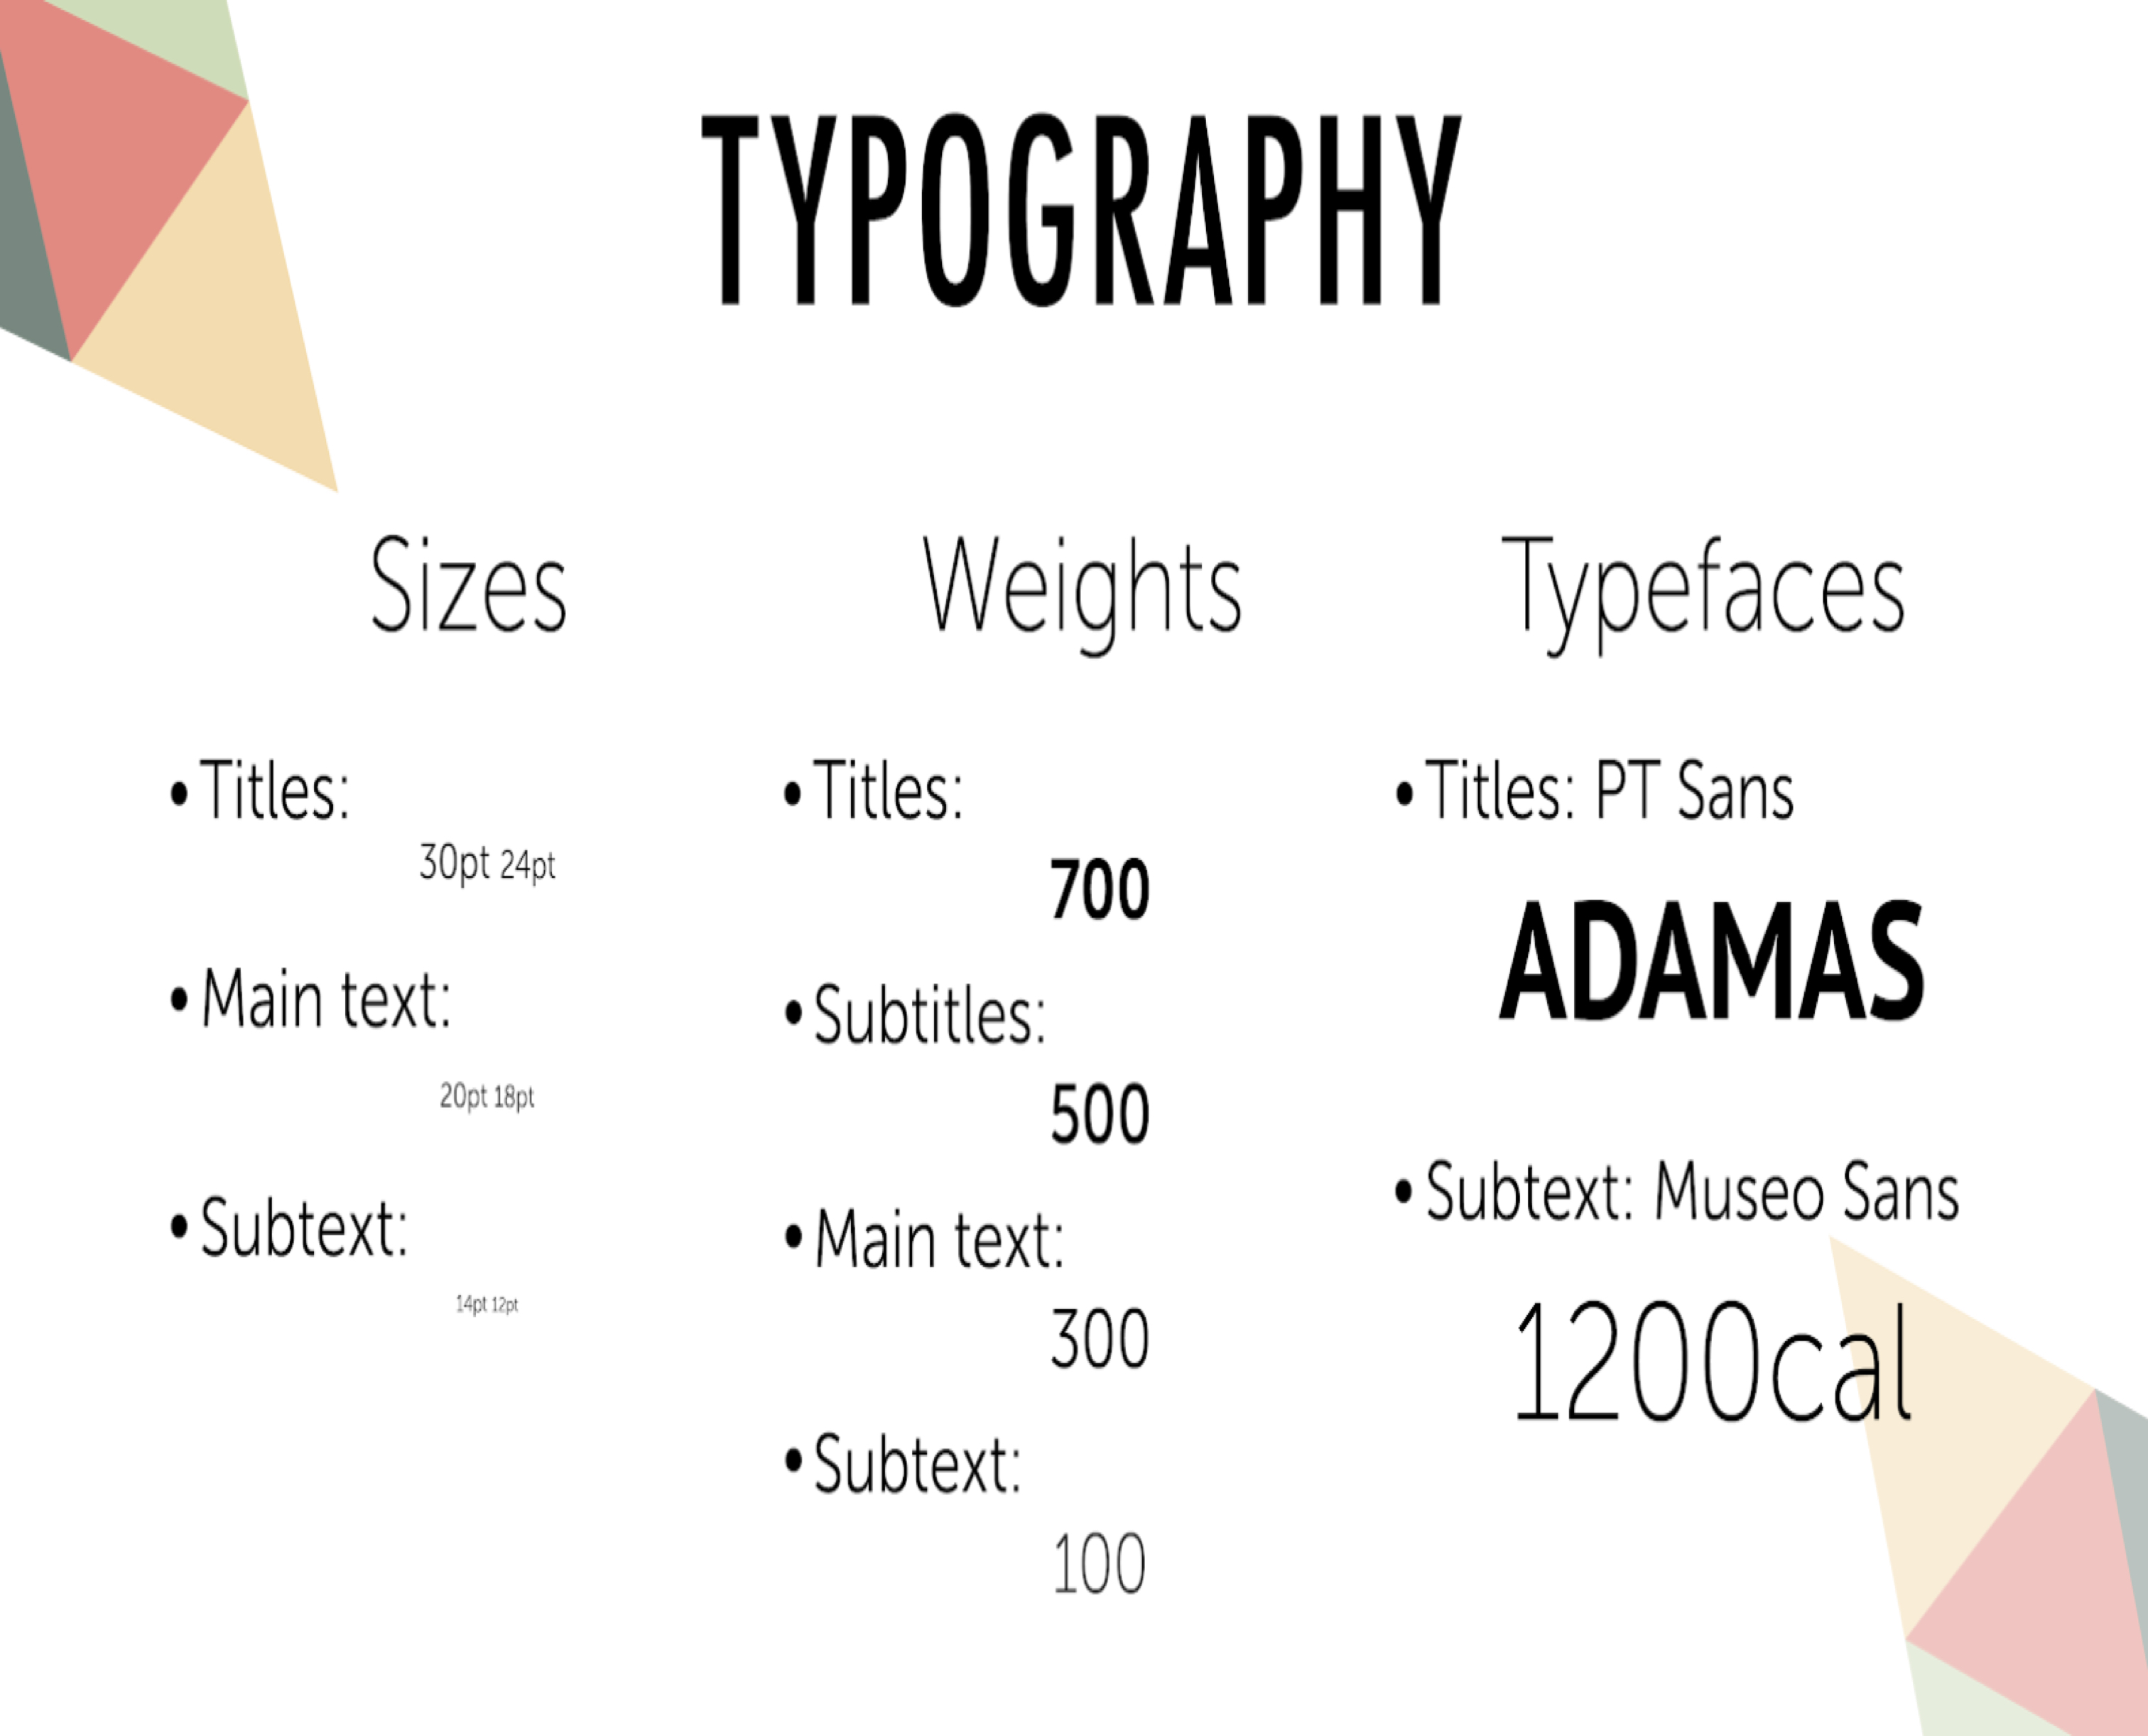 TYPOGRAPHY
Sizes
• Titles:
30pt 24pt
• Main text:
20pt 18pt
• Subtext:
14pt 12pt
Weights
• Titles:
700
• Subtitles:
500
• Main text:
300
• Subtext:
100
Typefaces
• Titles: PT Sans
ADAMAS
• Subtext: Museo Sans
1200cal